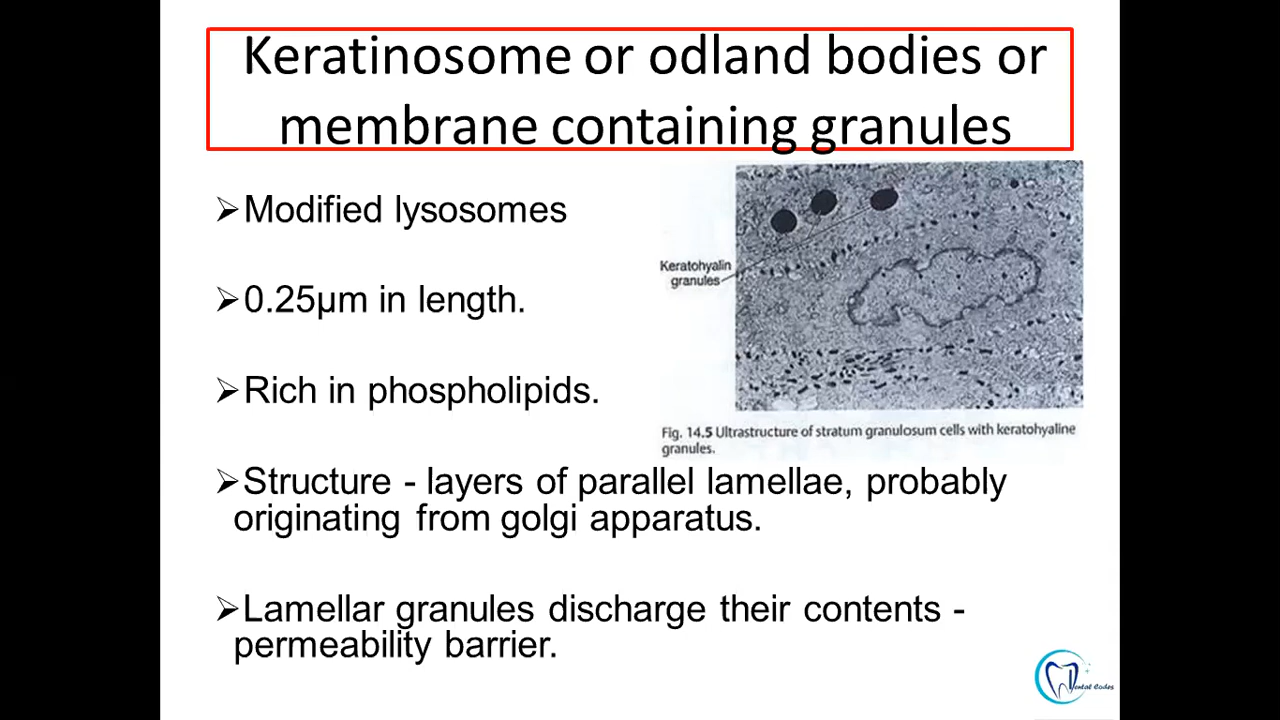 Keratinosome or odland bodies or
membrane containing granules
➢Modified lysosomes
➢0.25µm in length.
➢Rich in phospholipids.
Keratohyalin
granules
Fig. 14.5 Ultrastructure of stratum granulosum cells with keratohyaline
granules.
➢Structure - layers of parallel lamellae, probably
originating from golgi apparatus.
➢Lamellar granules discharge their contents -
permeability barrier.
ental Codes